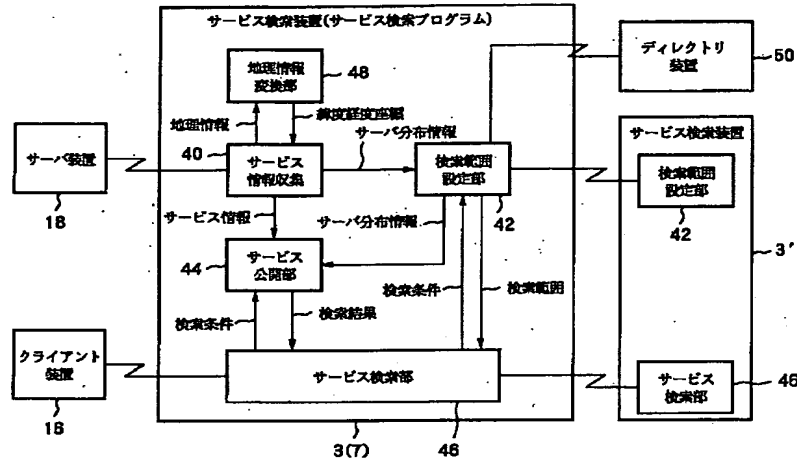 サービス検索装置(サービス検索プログラム)
地理情報
変換部
48
ディレクトリ
装置
50
地理情報
緯度経度座標
サーバ分布情報
サーバ装置
18
40
サービス
情報収集
検索範囲
設定部
42
サービス検索装置
検索範囲
設定部
42
3'
サービス情報
サーバ分布情報
44
サービス
公開部
検索条件
検索結果
検索条件
検索範囲
クライアント
装置
16
サービス検索部
46
サービス
検索部
46
3(7)